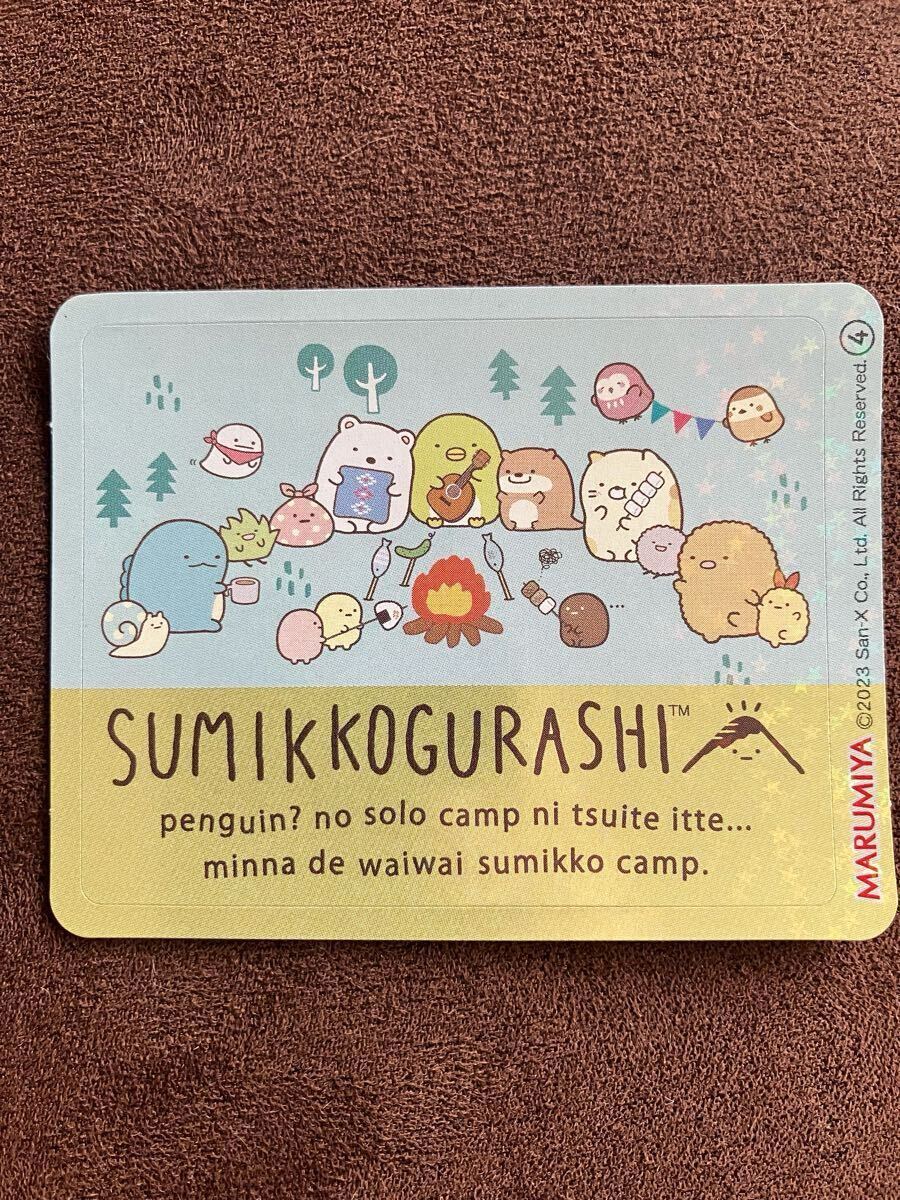 SUMIKKOGURASHI™
penguin? no solo camp ni tsuite itte...
minna de waiwai sumikko camp.
MARUMIYA ©2023 San-X Co., Ltd. All Rights Reserved. ④